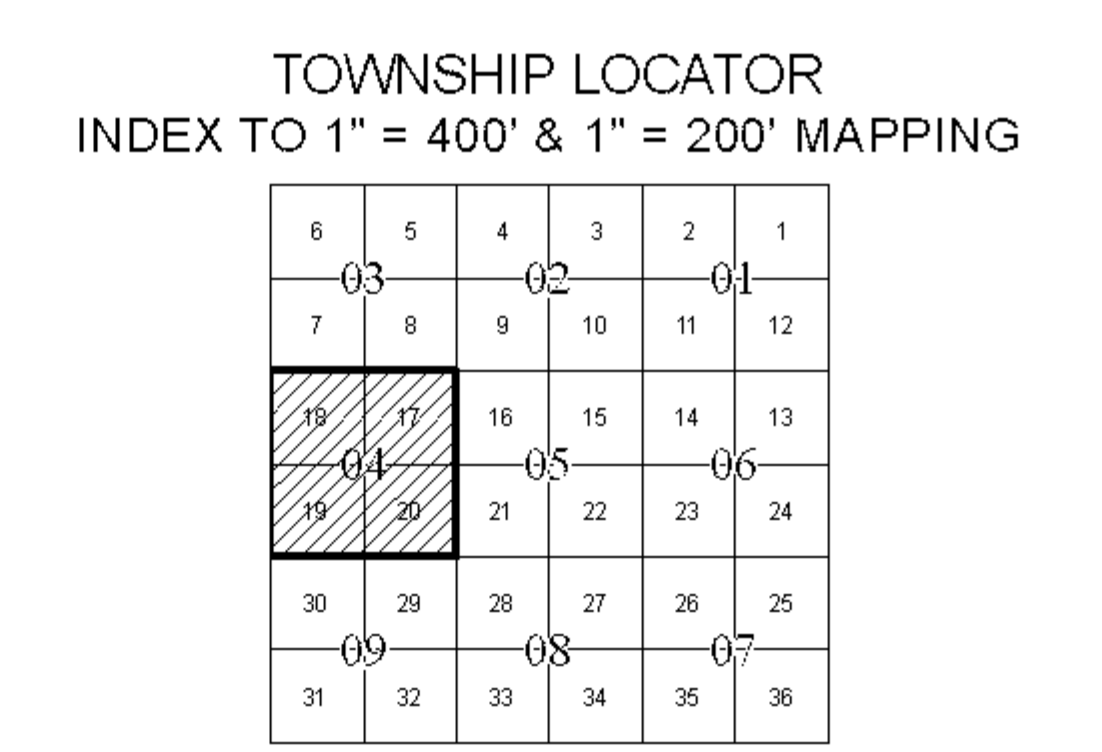 TOWNSHIP LOCATOR
INDEX TO 1" = 400' & 1" = 200' MAPPING
6 5 4 3 2 1
03 02 01
7 8 9 10 11 12
18 17 16 15 14 13
04 05 06
19 20 21 22 23 24
30 29 28 27 26 25
09 08 07
31 32 33 34 35 36